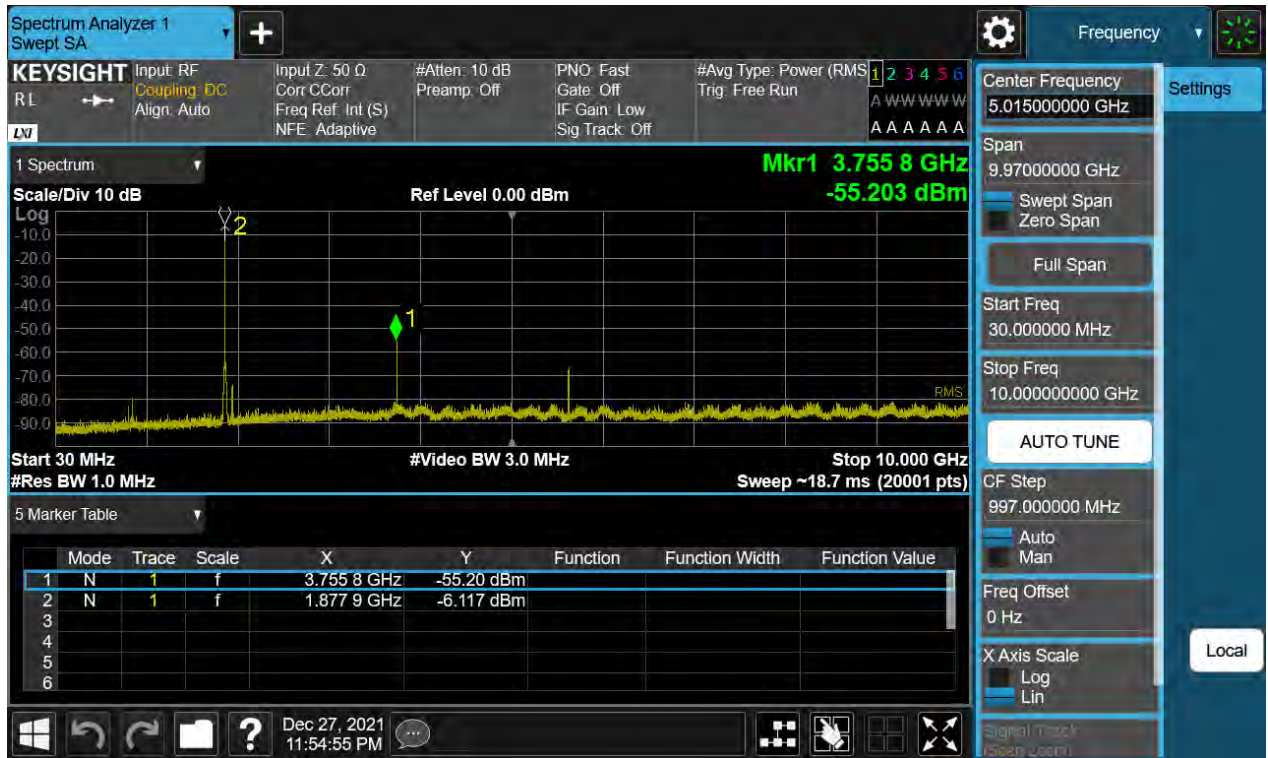 Spectrum Analyzer 1
Swept SA
+
Frequency
KEYSIGHT
RL
LXI
Input: RF
Coupling: DC
Align: Auto
Input Z: 50 Ω
Corr CCorr
Freq Ref: Int (S)
NFE: Adaptive
#Atten: 10 dB
Preamp: Off
PNO: Fast
Gate: Off
IF Gain: Low
Sig Track: Off
#Avg Type: Power (RMS
Trig: Free Run
1 2 3 4 5 6
A WW WW W
A A A A A A
1 Spectrum
Mkr1 3.755 8 GHz
Scale/Div 10 dB
Ref Level 0.00 dBm
-55.203 dBm
Log
2
-10.0
-20.0
-30.0
-40.0
1
-50.0
-60.0
-70.0
-80.0
RMS
-90.0
Start 30 MHz
#Video BW 3.0 MHz
Stop 10.000 GHz
#Res BW 1.0 MHz
Sweep ~18.7 ms (20001 pts)
5 Marker Table
Mode Trace Scale X Y Function Function Width Function Value
1 N 1 f 3.755 8 GHz -55.20 dBm
2 N 1 f 1.877 9 GHz -6.117 dBm
3
4
5
6
?
Dec 27, 2021
11:54:55 PM
Center Frequency
5.015000000 GHz
Span
9.97000000 GHz
Swept Span
Zero Span
Full Span
Start Freq
30.000000 MHz
Stop Freq
10.000000000 GHz
AUTO TUNE
CF Step
997.000000 MHz
Auto
Man
Freq Offset
0 Hz
X Axis Scale
Log
Lin
Signal Track
(Span Zoom)
Settings
Local